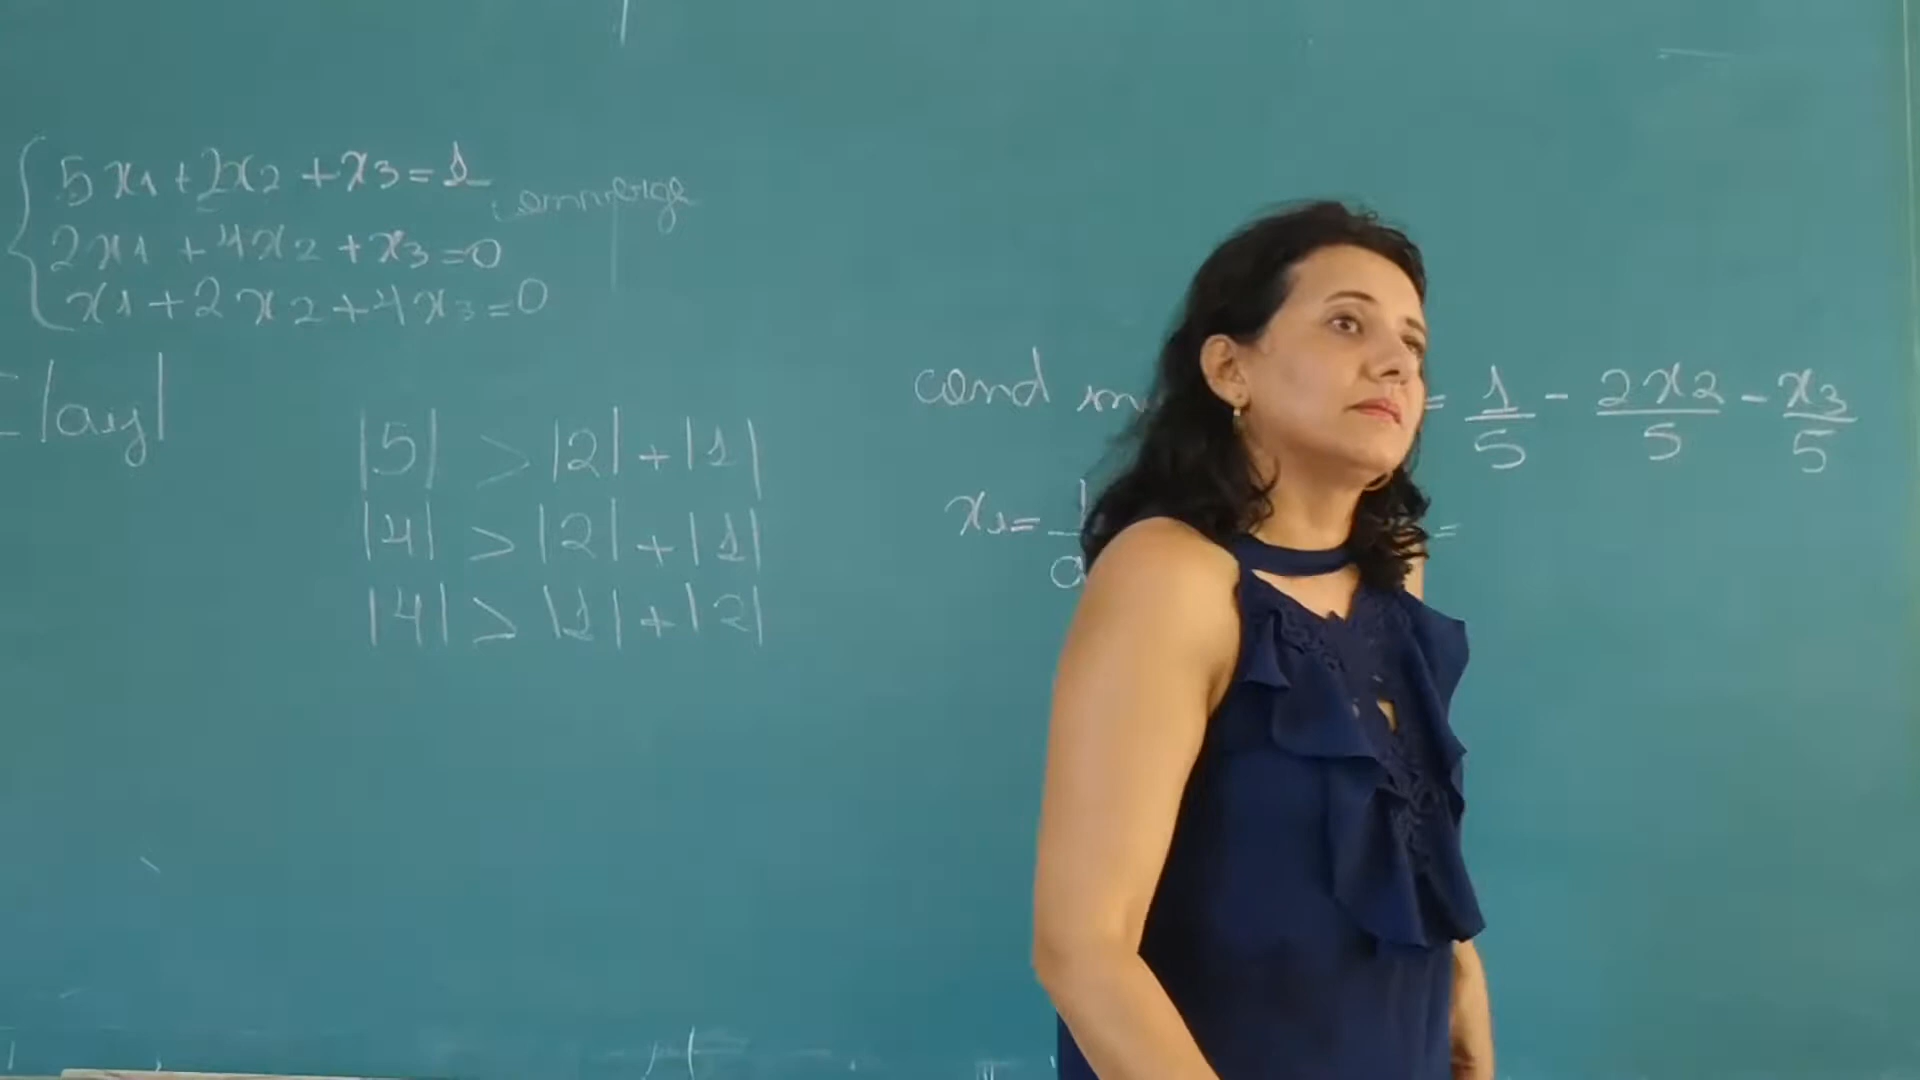 5x1+2x2+x3=1 converge
2x1+4x2+x3=0
x1+2x2+4x3=0
|aij|
|5| > |2|+|1|
|4| > |2|+|1|
|4| > |1|+|2|
cond
= 1/5 - 2x2/5 - x3/5
x1= =